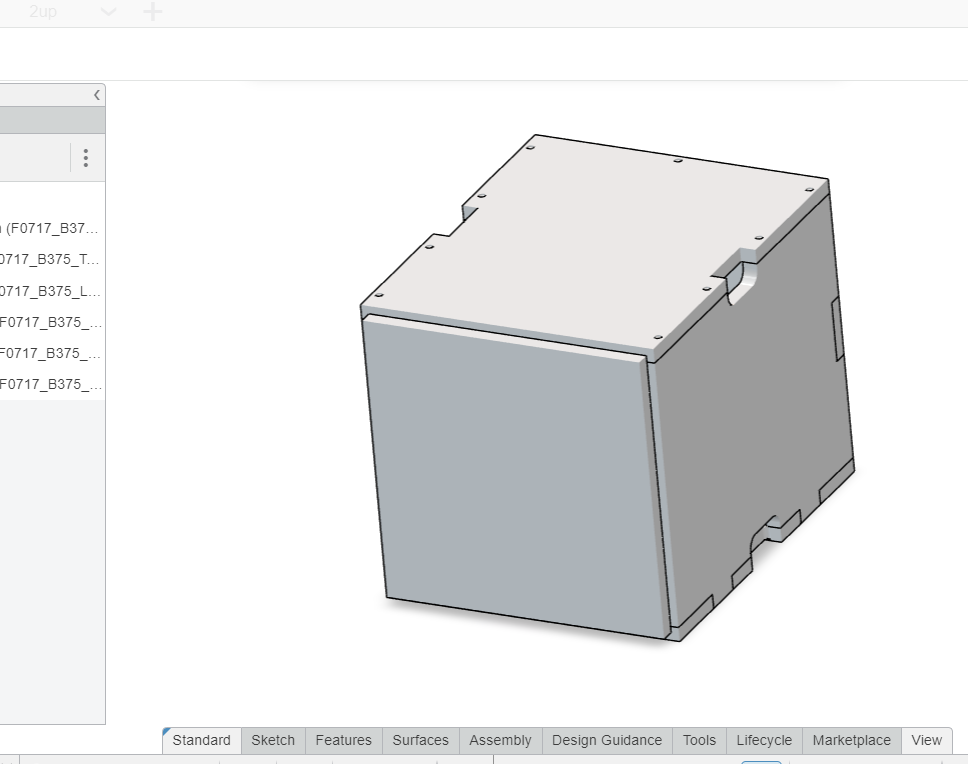 2up
(F0717_B37...
0717_B375_T...
0717_B375_L...
F0717_B375_...
F0717_B375_...
F0717_B375_...
Standard Sketch Features Surfaces Assembly Design Guidance Tools Lifecycle Marketplace View